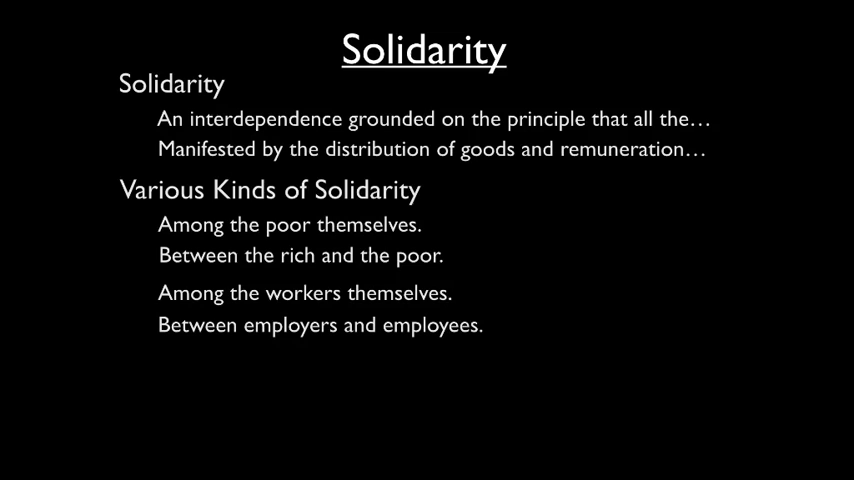 Solidarity
Solidarity
An interdependence grounded on the principle that all the…
Manifested by the distribution of goods and remuneration…
Various Kinds of Solidarity
Among the poor themselves.
Between the rich and the poor.
Among the workers themselves.
Between employers and employees.